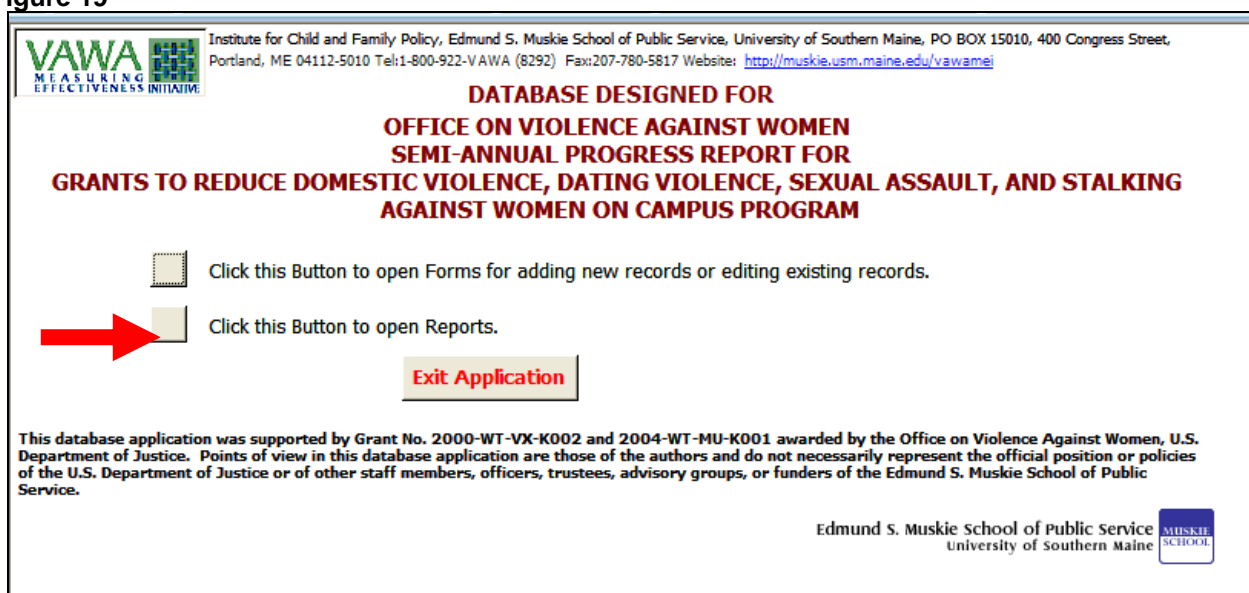 igure 19
VAWA
MEASURING
EFFECTIVENESS INITIATIVE
Institute for Child and Family Policy, Edmund S. Muskie School of Public Service, University of Southern Maine, PO BOX 15010, 400 Congress Street,
Portland, ME 04112-5010 Tel:1-800-922-VAWA (8292) Fax:207-780-5817 Website: http://muskie.usm.maine.edu/vawamei
DATABASE DESIGNED FOR
OFFICE ON VIOLENCE AGAINST WOMEN
SEMI-ANNUAL PROGRESS REPORT FOR
GRANTS TO REDUCE DOMESTIC VIOLENCE, DATING VIOLENCE, SEXUAL ASSAULT, AND STALKING
AGAINST WOMEN ON CAMPUS PROGRAM
Click this Button to open Forms for adding new records or editing existing records.
Click this Button to open Reports.
Exit Application
This database application was supported by Grant No. 2000-WT-VX-K002 and 2004-WT-MU-K001 awarded by the Office on Violence Against Women, U.S.
Department of Justice. Points of view in this database application are those of the authors and do not necessarily represent the official position or policies
of the U.S. Department of Justice or of other staff members, officers, trustees, advisory groups, or funders of the Edmund S. Muskie School of Public
Service.
Edmund S. Muskie School of Public Service
University of Southern Maine
MUSKIE
SCHOOL